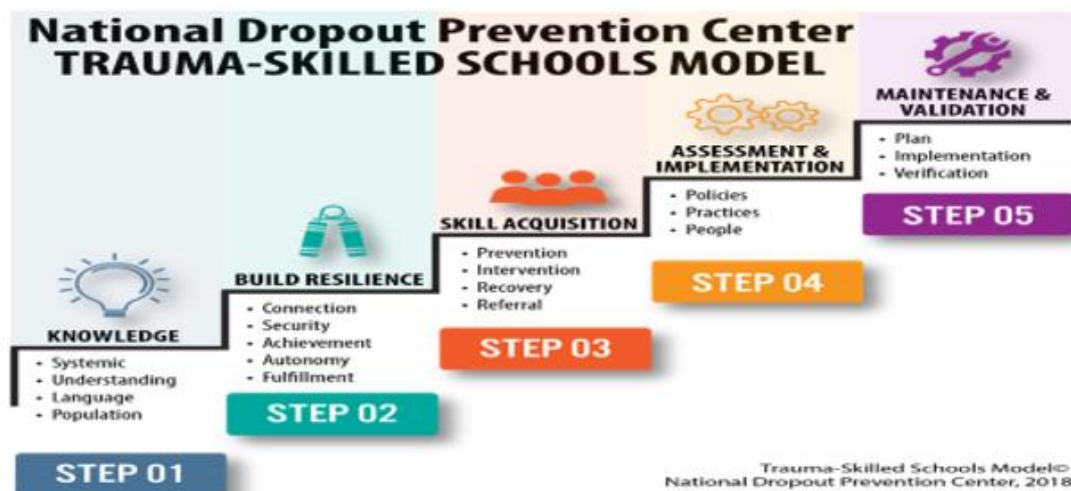 National Dropout Prevention Center
TRAUMA-SKILLED SCHOOLS MODEL
KNOWLEDGE
• Systemic
• Understanding
• Language
• Population
STEP 01
BUILD RESILIENCE
• Connection
• Security
• Achievement
• Autonomy
• Fulfillment
STEP 02
SKILL ACQUISITION
• Prevention
• Intervention
• Recovery
• Referral
STEP 03
ASSESSMENT &
IMPLEMENTATION
• Policies
• Practices
• People
STEP 04
MAINTENANCE &
VALIDATION
• Plan
• Implementation
• Verification
STEP 05
Trauma-Skilled Schools Model©
National Dropout Prevention Center, 2018